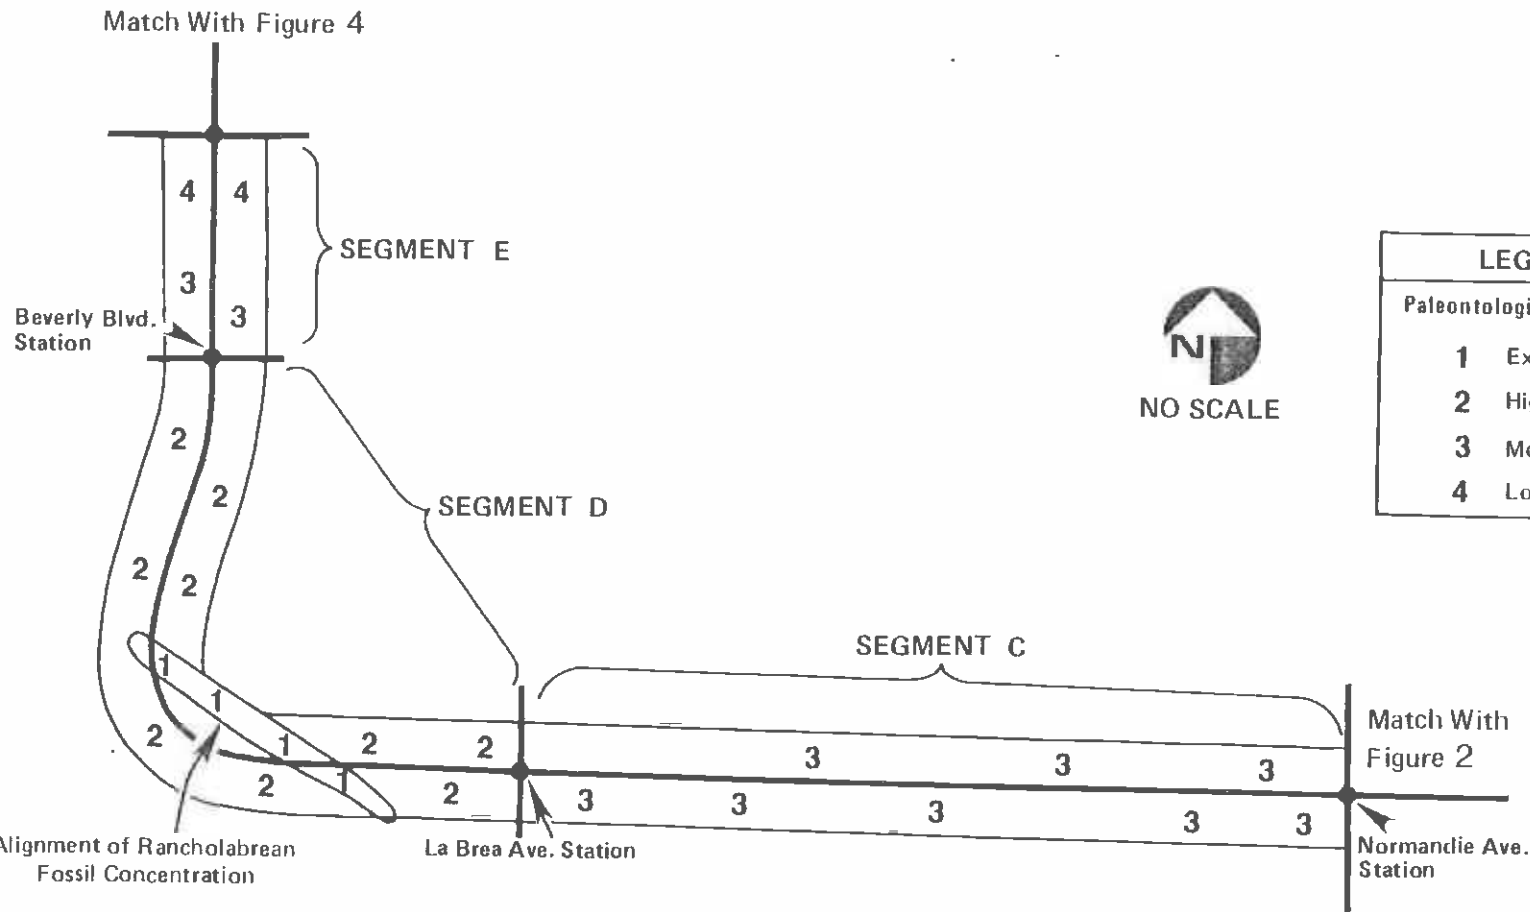 Match With Figure 4
4 4
SEGMENT E
3
3
Beverly Blvd.
Station
N
NO SCALE
Paleontologi
1
2
3
4
2
2
SEGMENT D
2
2
SEGMENT C
1
1
2
1
2
2
3
3
3
Match With
Figure 2
2
1
2
3
3
3
3
3
Alignment of Rancholabrean
Fossil Concentration
La Brea Ave. Station
Normandie Ave.
Station